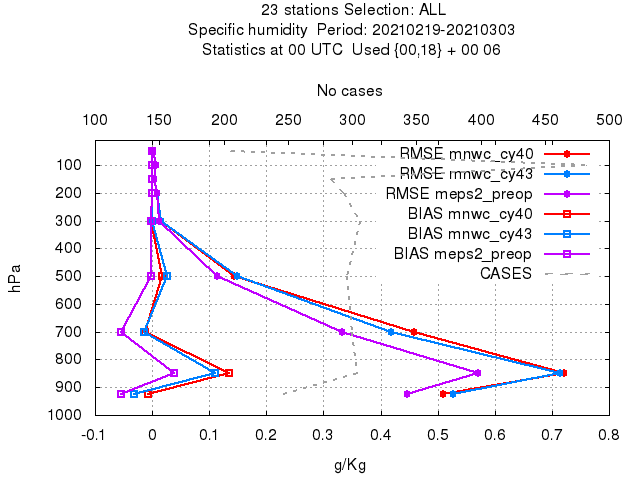 23 stations Selection: ALL
Specific humidity  Period: 20210219-20210303
Statistics at 00 UTC  Used {00,18} + 00 06
No cases
100 150 200 250 300 350 400 450 500
RMSE mnwc_cy40
RMSE mnwc_cy43
RMSE meps2_preop
BIAS mnwc_cy40
BIAS mnwc_cy43
BIAS meps2_preop
CASES
hPa
100
200
300
400
500
600
700
800
900
1000
-0.1 0 0.1 0.2 0.3 0.4 0.5 0.6 0.7 0.8
g/Kg